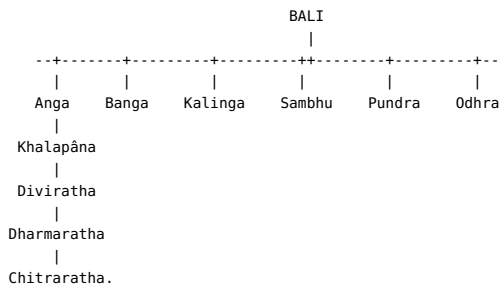 BALI
Anga Banga Kalinga Sambhu Pundra Odhra
Khalapâna
Diviratha
Dharmaratha
Chitraratha.